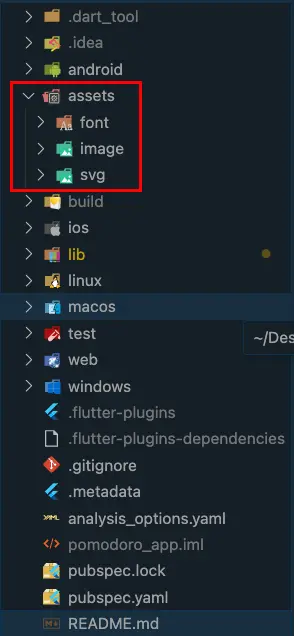 .dart_tool
.idea
android
assets
font
image
svg
build
ios
lib
linux
macos
test
~/Des
web
windows
.flutter-plugins
.flutter-plugins-dependencies
.gitignore
.metadata
analysis_options.yaml
pomodoro_app.iml
pubspec.lock
pubspec.yaml
README.md